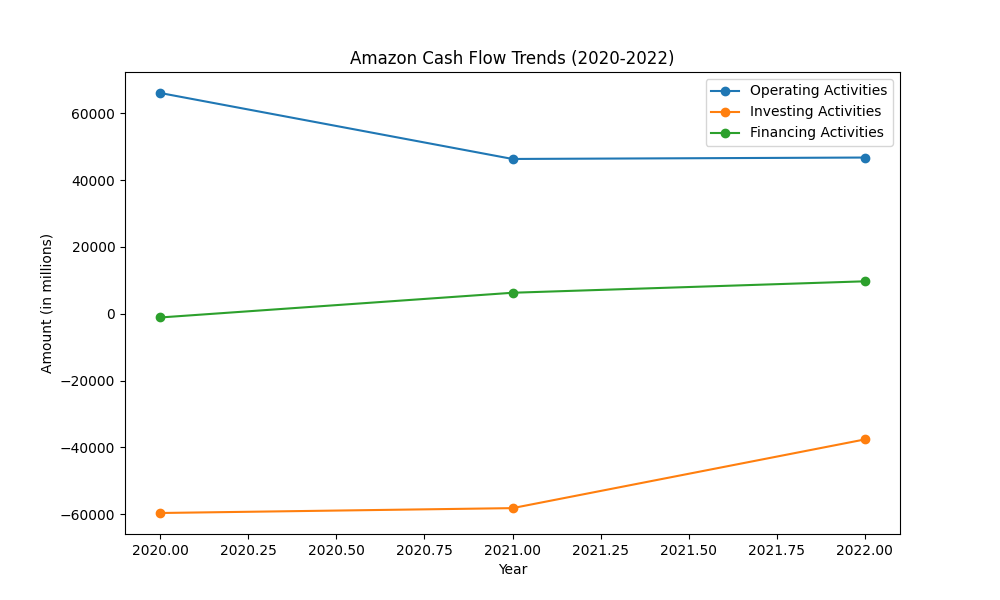 Amazon Cash Flow Trends (2020-2022)
Operating Activities
Investing Activities
Financing Activities
Amount (in millions)
60000
40000
20000
0
−20000
−40000
−60000
2020.00 2020.25 2020.50 2020.75 2021.00 2021.25 2021.50 2021.75 2022.00
Year